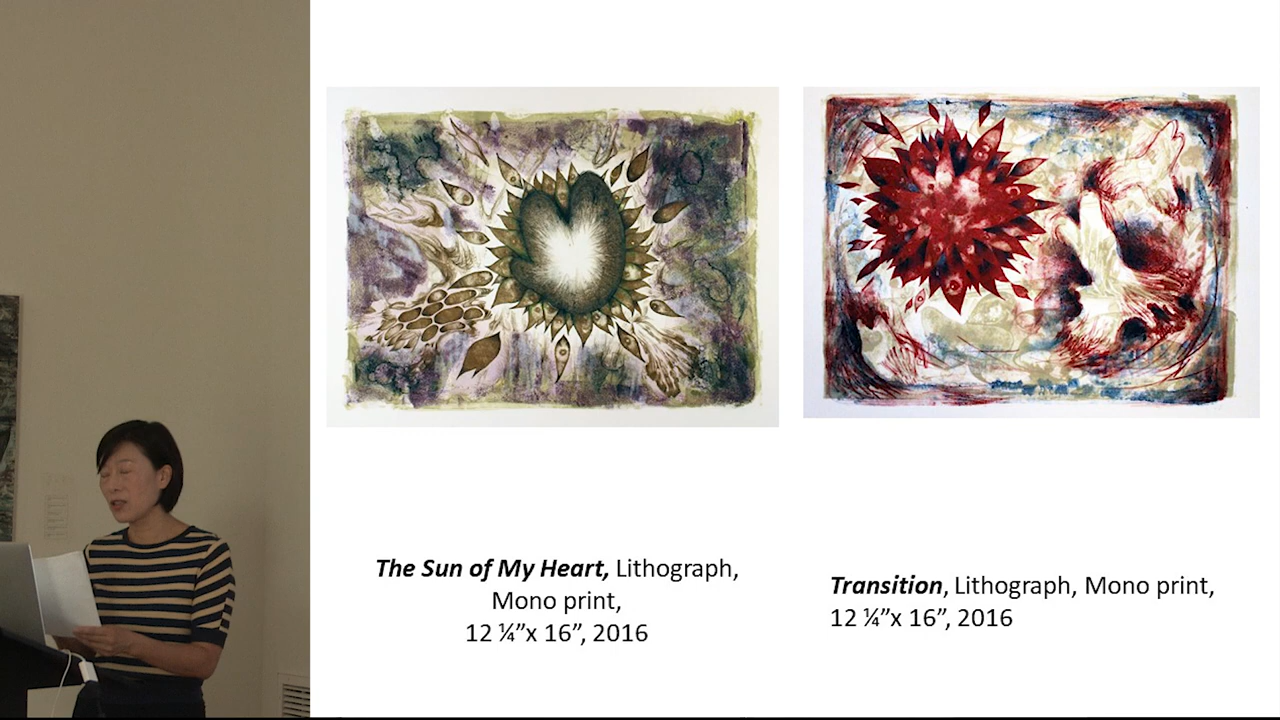 The Sun of My Heart, Lithograph,
Mono print,
12 ¼”x 16”, 2016
Transition, Lithograph, Mono print,
12 ¼”x 16”, 2016